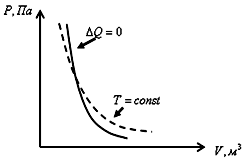 P, Па
ΔQ = 0
T = const
V, м³